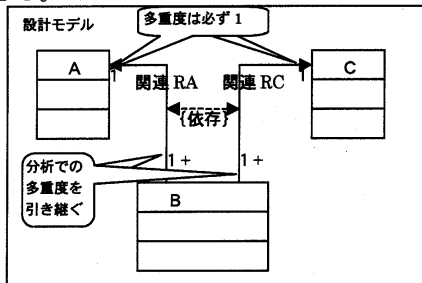 設計モデル
多重度は必ず1
A
C
1
1
関連 RA
関連 RC
{依存}
1+
1+
分析での
多重度を
引き継ぐ
B